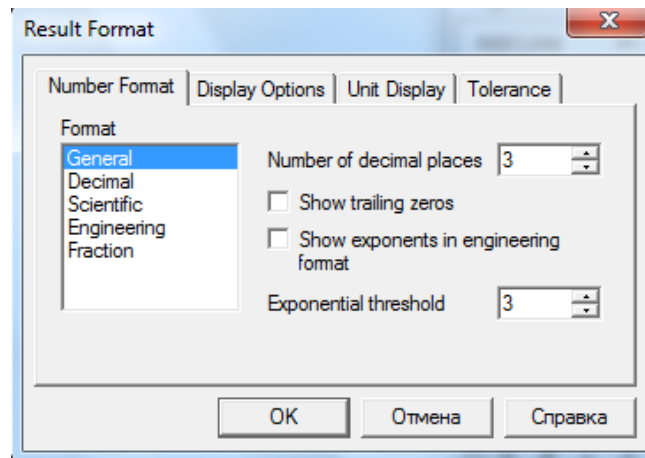 Result Format
Number Format Display Options Unit Display Tolerance
Format
General
Decimal
Scientific
Engineering
Fraction
Number of decimal places 3
Show trailing zeros
Show exponents in engineering
format
Exponential threshold 3
OK Отмена Справка